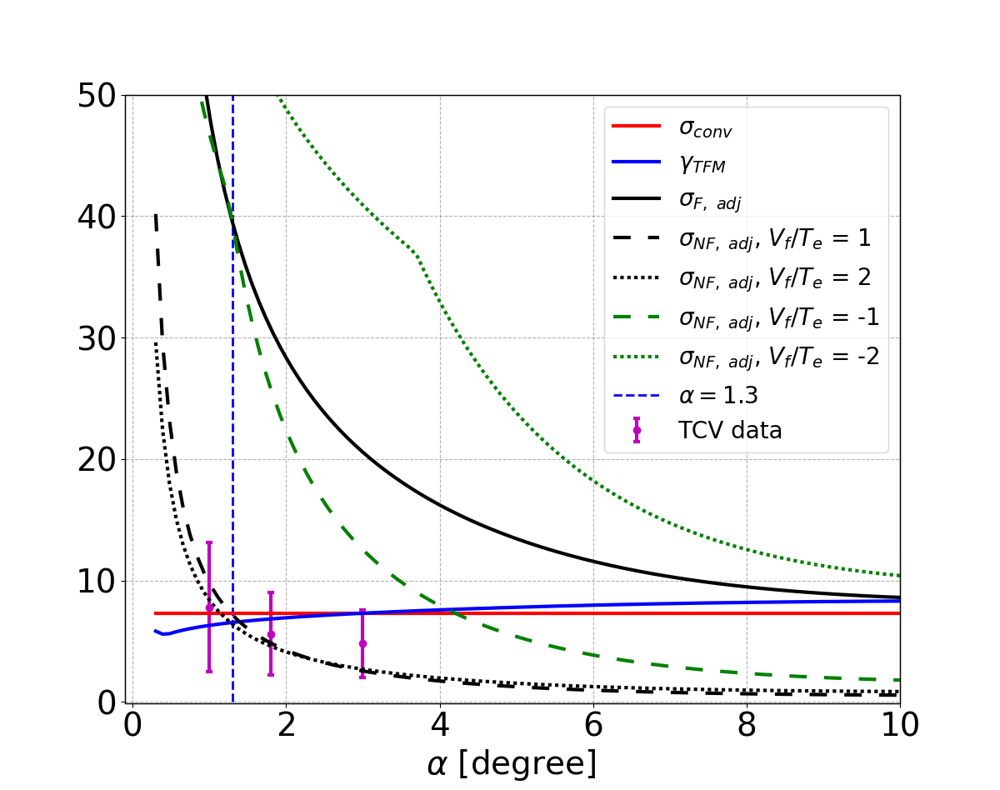 50
40
30
20
10
0
0 2 4 6 8 10
α [degree]
σ_conv
γ_TFM
σ_F, adj
σ_NF, adj, V_f/T_e = 1
σ_NF, adj, V_f/T_e = 2
σ_NF, adj, V_f/T_e = -1
σ_NF, adj, V_f/T_e = -2
α = 1.3
TCV data